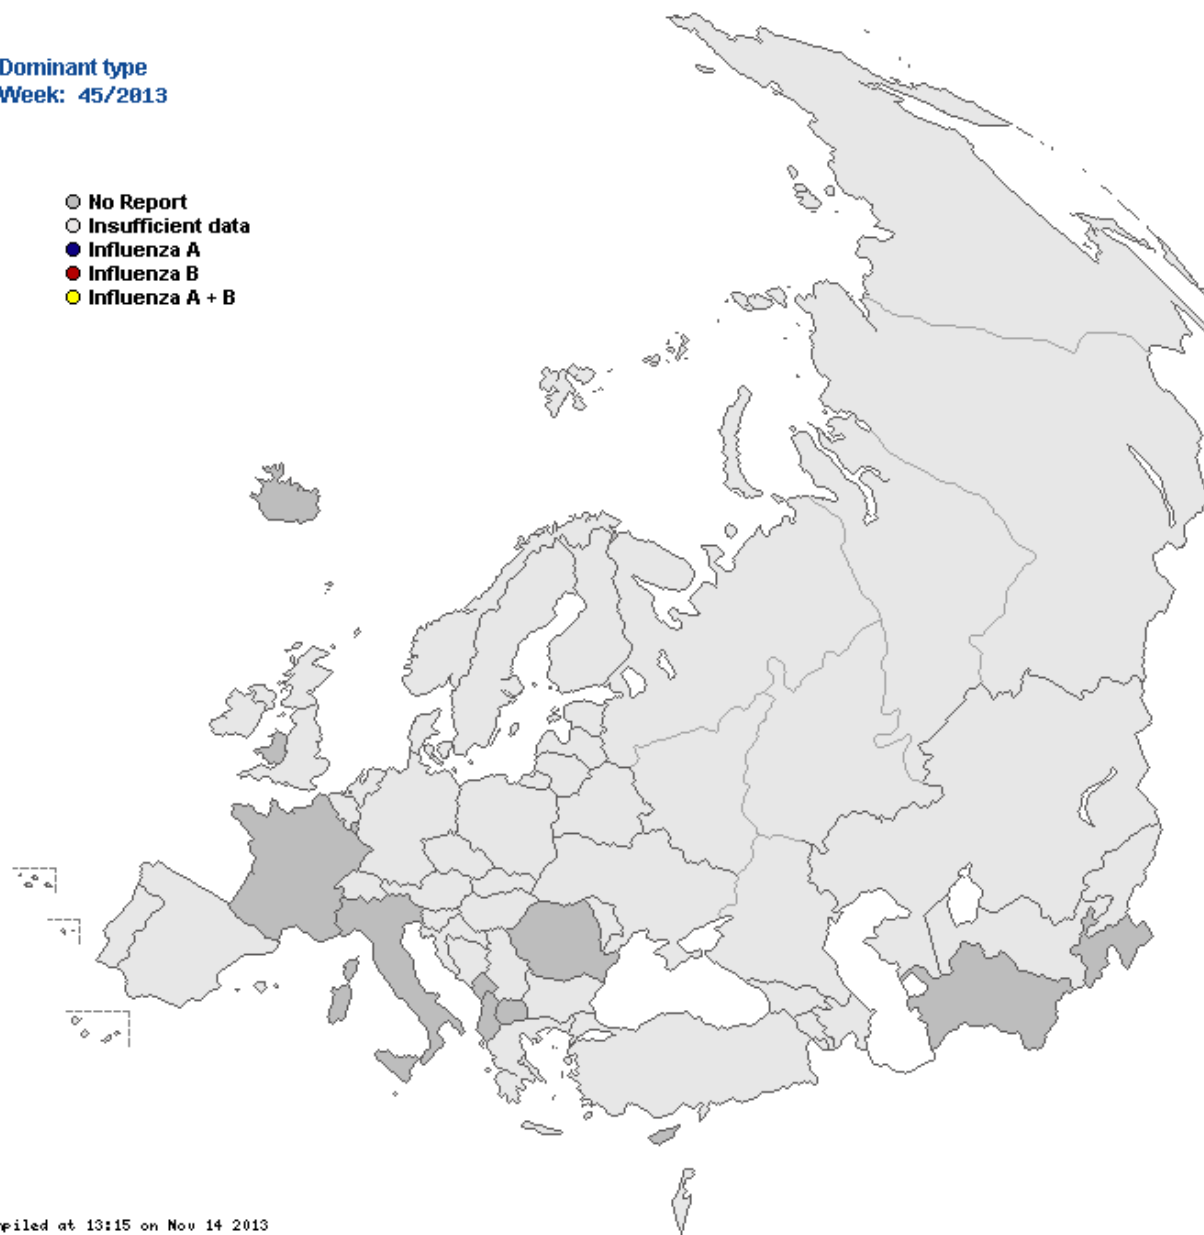 Dominant type
Week: 45/2013
No Report
Insufficient data
Influenza A
Influenza B
Influenza A + B
piled at 13:15 on Nov 14 2013